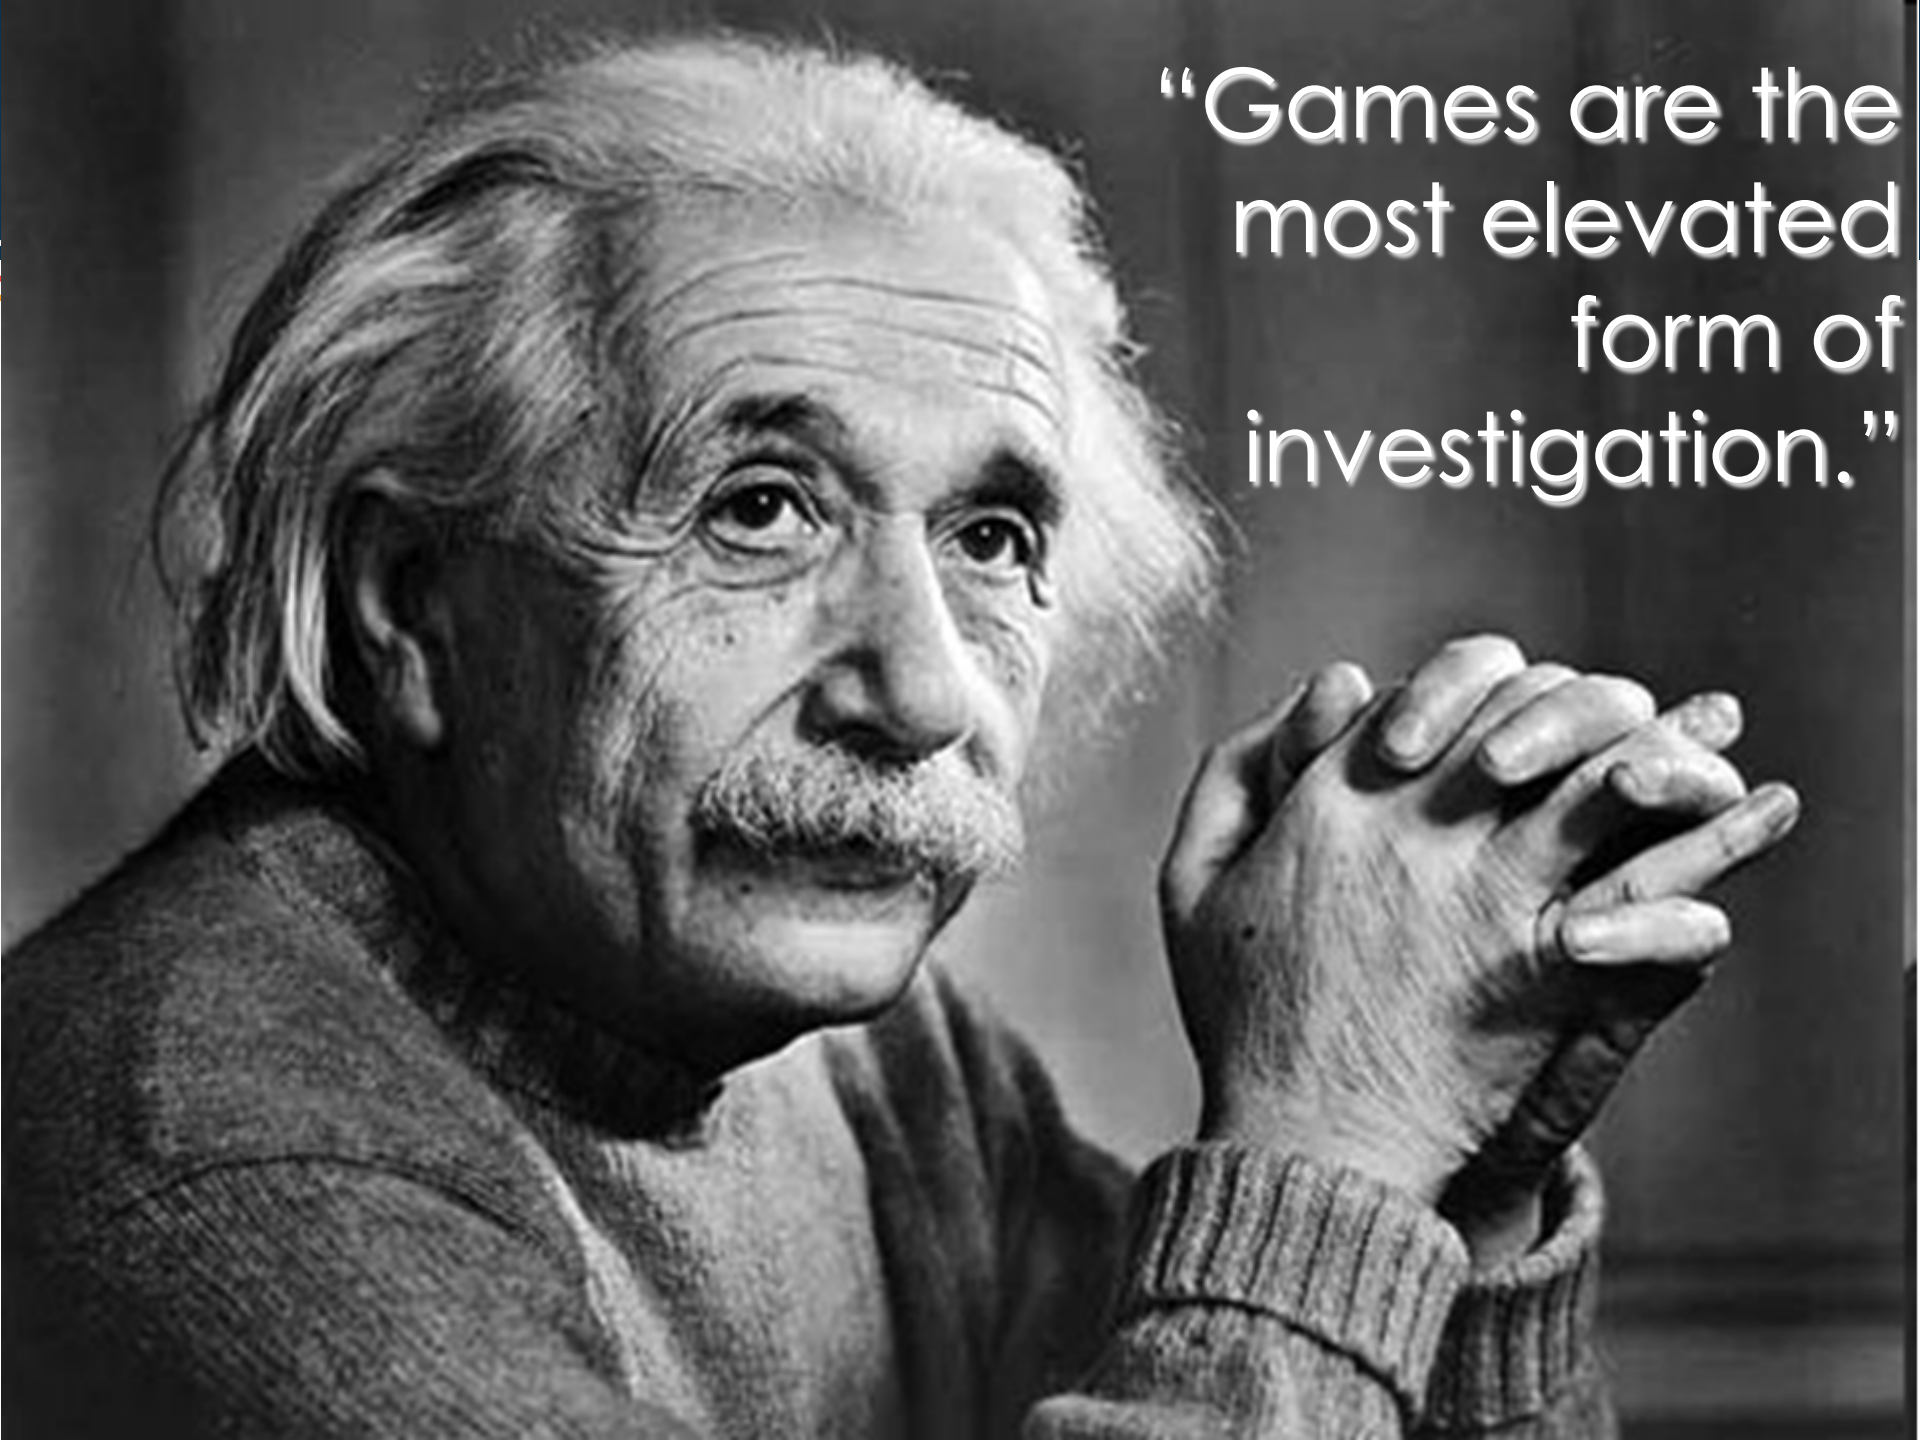 “Games are the
most elevated
form of
investigation.”